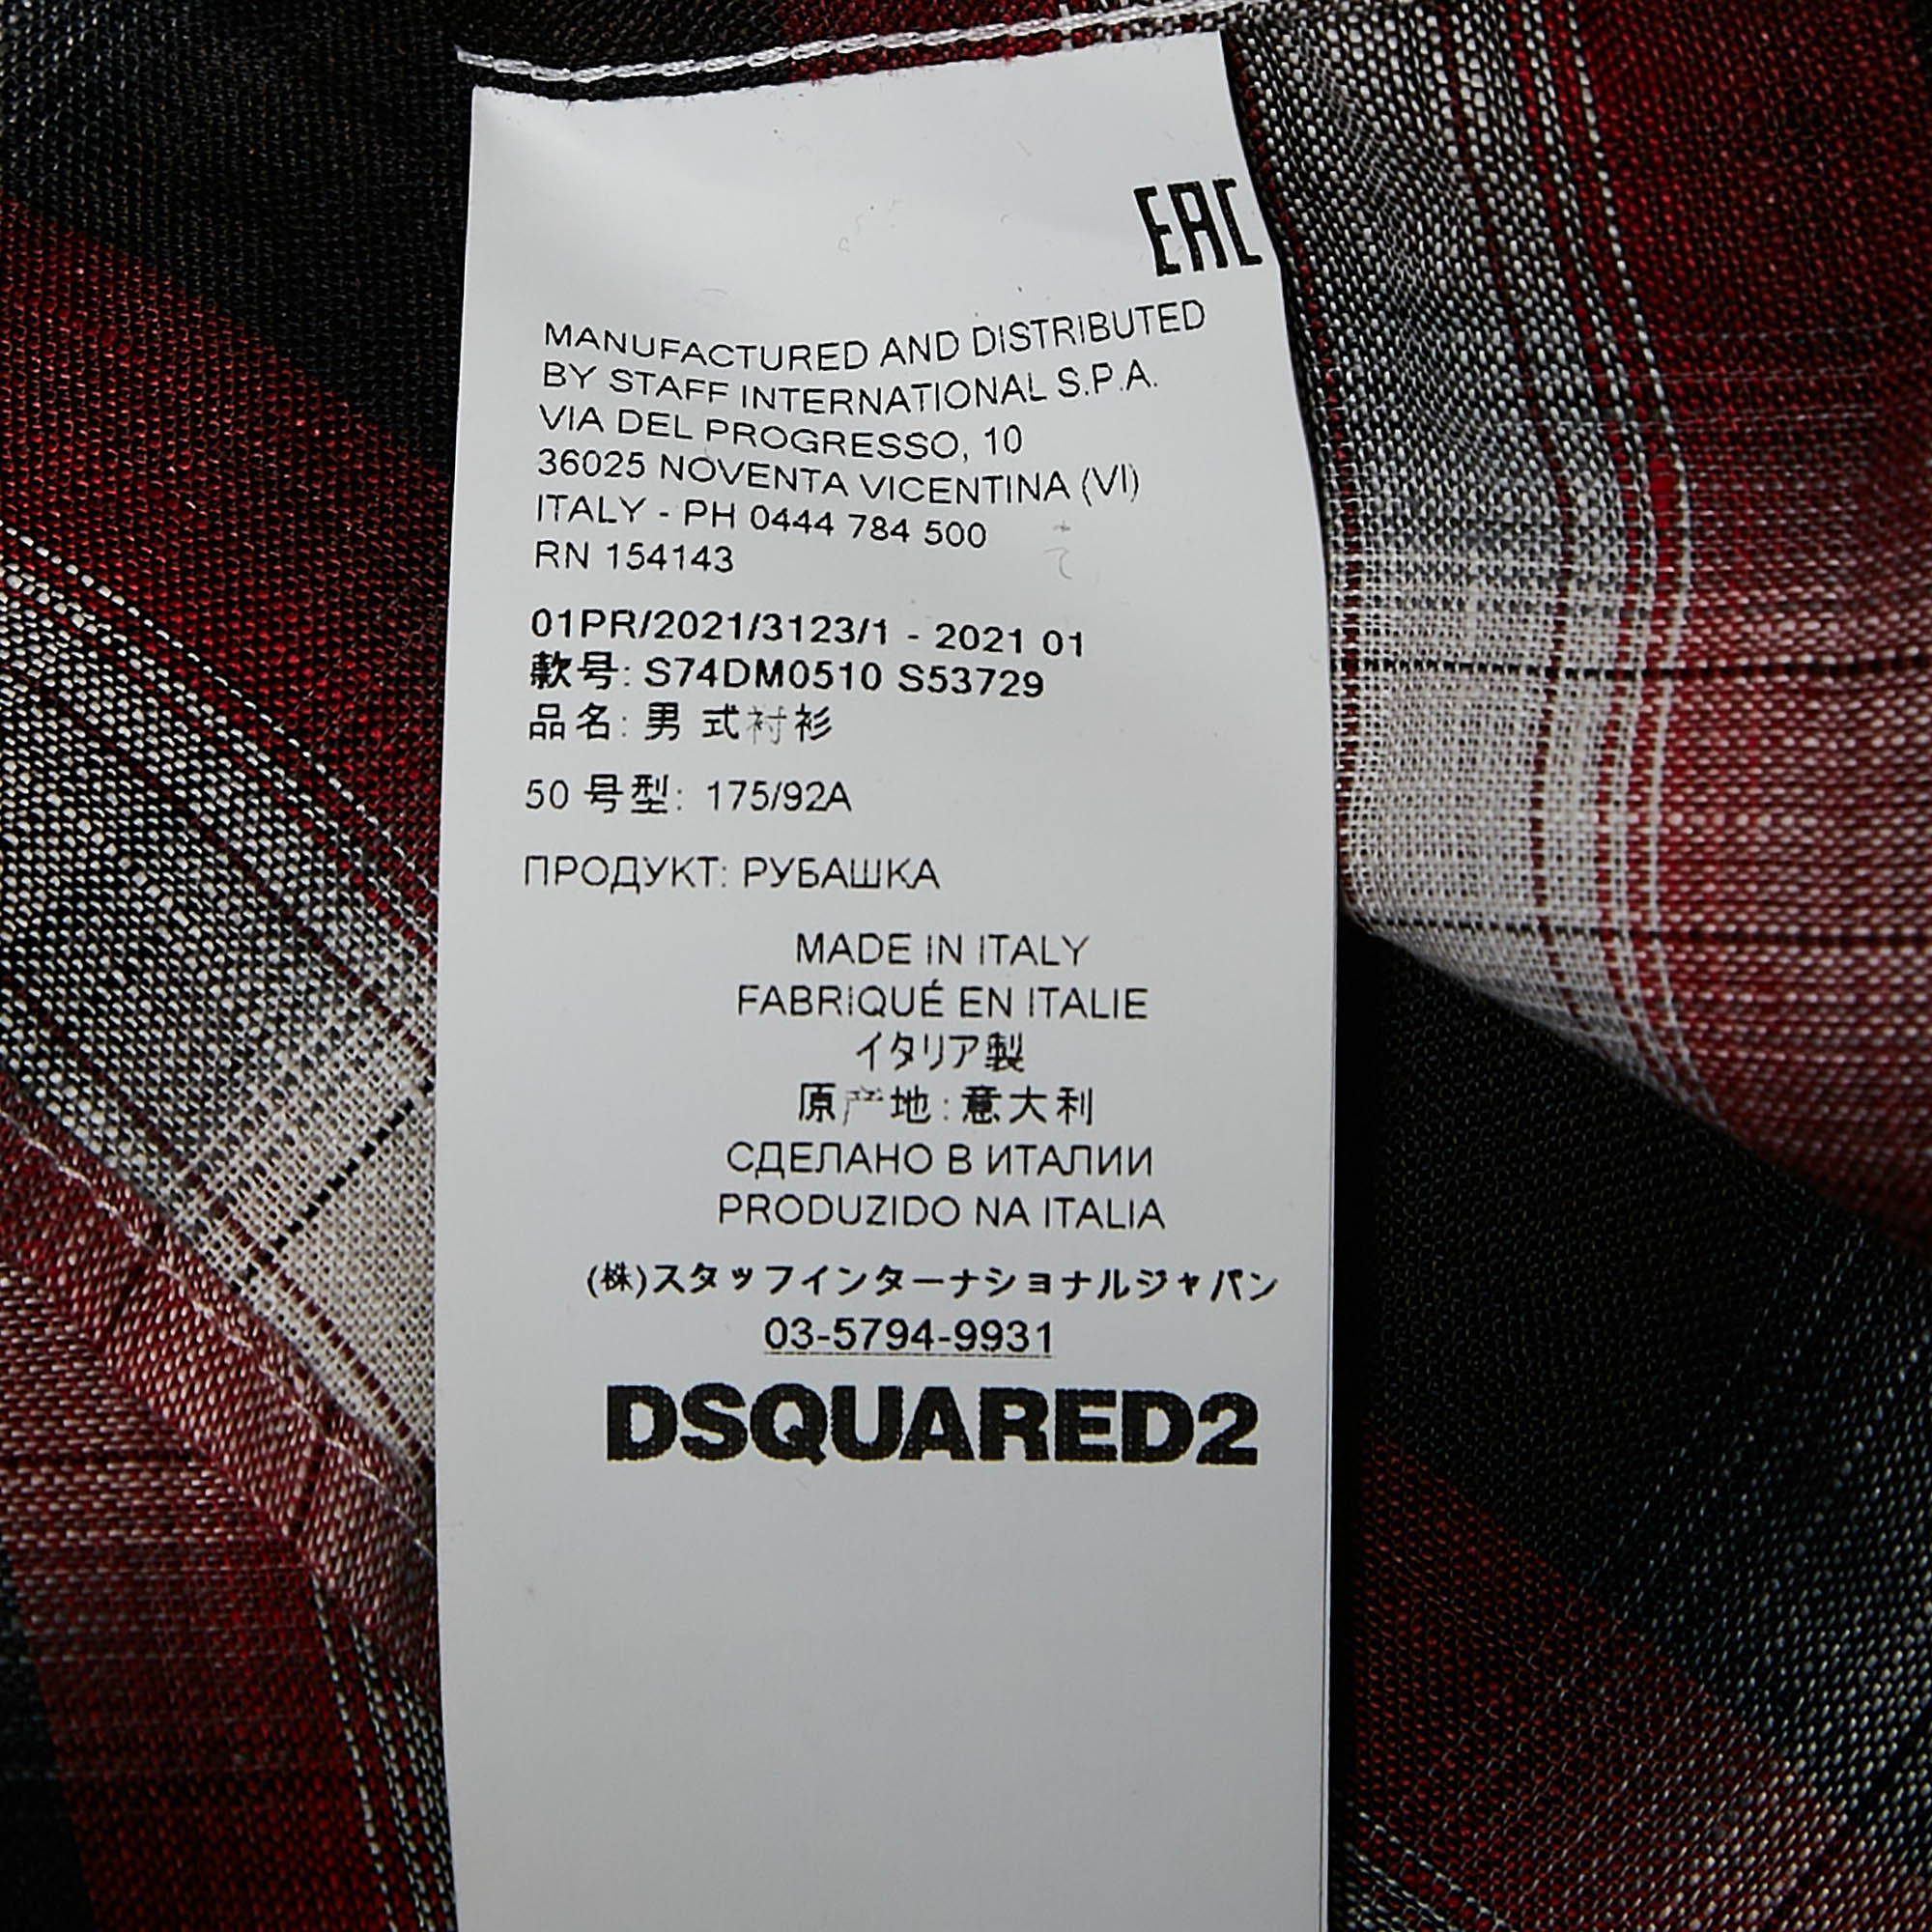 EAC
MANUFACTURED AND DISTRIBUTED
BY STAFF INTERNATIONAL S.P.A.
VIA DEL PROGRESSO, 10
36025 NOVENTA VICENTINA (VI)
ITALY - PH 0444 784 500
RN 154143
01PR/2021/3123/1 - 2021 01
款号: S74DM0510 S53729
品名: 男 式衬衫
50 号型: 175/92A
ПРОДУКТ: РУБАШКА
MADE IN ITALY
FABRIQUÉ EN ITALIE
イタリア製
原产地: 意大利
СДЕЛАНО В ИТАЛИИ
PRODUZIDO NA ITALIA
(株)スタッフインターナショナルジャパン
03-5794-9931
DSQUARED2